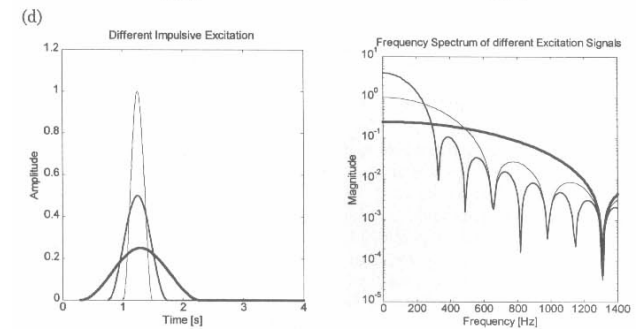 (d)
Different Impulsive Excitation
1.2
1
0.8
0.6
0.4
0.2
0
Amplitude
0 1 2 3 4
Time [s]
Frequency Spectrum of different Excitation Signals
10^1
10^0
10^-1
10^-2
10^-3
10^-4
10^-5
Magnitude
0 200 400 600 800 1000 1200 1400
Frequency [Hz]